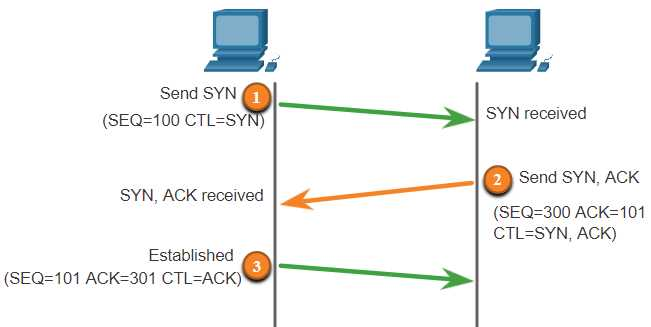 Send SYN
1
(SEQ=100 CTL=SYN)
SYN received
2
Send SYN, ACK
SYN, ACK received
(SEQ=300 ACK=101
CTL=SYN, ACK)
Established
(SEQ=101 ACK=301 CTL=ACK)
3